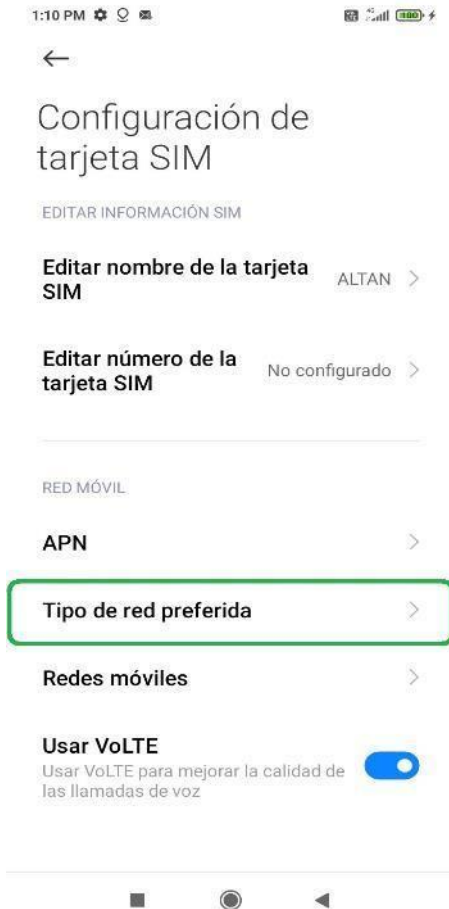 1:10 PM
Configuración de
tarjeta SIM
EDITAR INFORMACIÓN SIM
Editar nombre de la tarjeta
SIM
ALTAN
Editar número de la
tarjeta SIM
No configurado
RED MÓVIL
APN
Tipo de red preferida
Redes móviles
Usar VoLTE
Usar VoLTE para mejorar la calidad de
las llamadas de voz